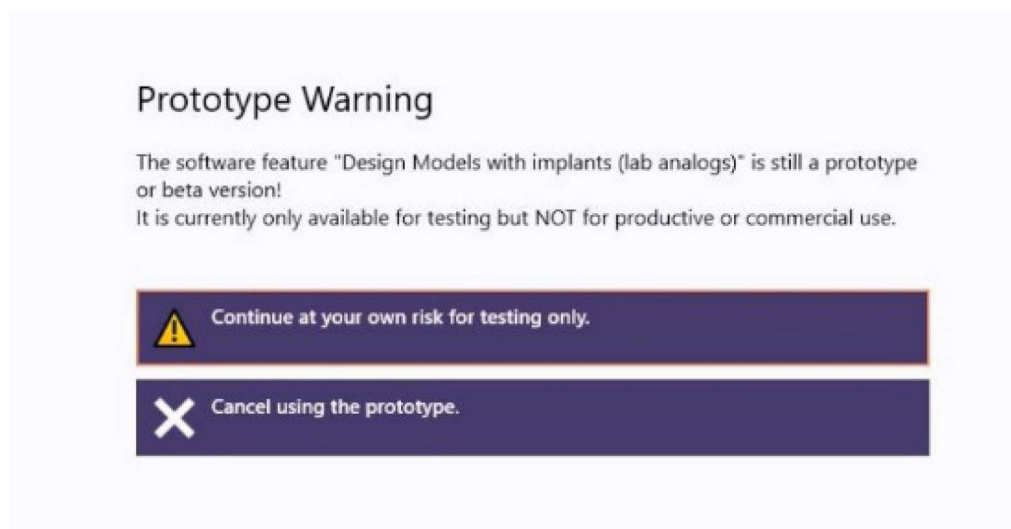 Prototype Warning
The software feature "Design Models with implants (lab analogs)" is still a prototype
or beta version!
It is currently only available for testing but NOT for productive or commercial use.
Continue at your own risk for testing only.
Cancel using the prototype.